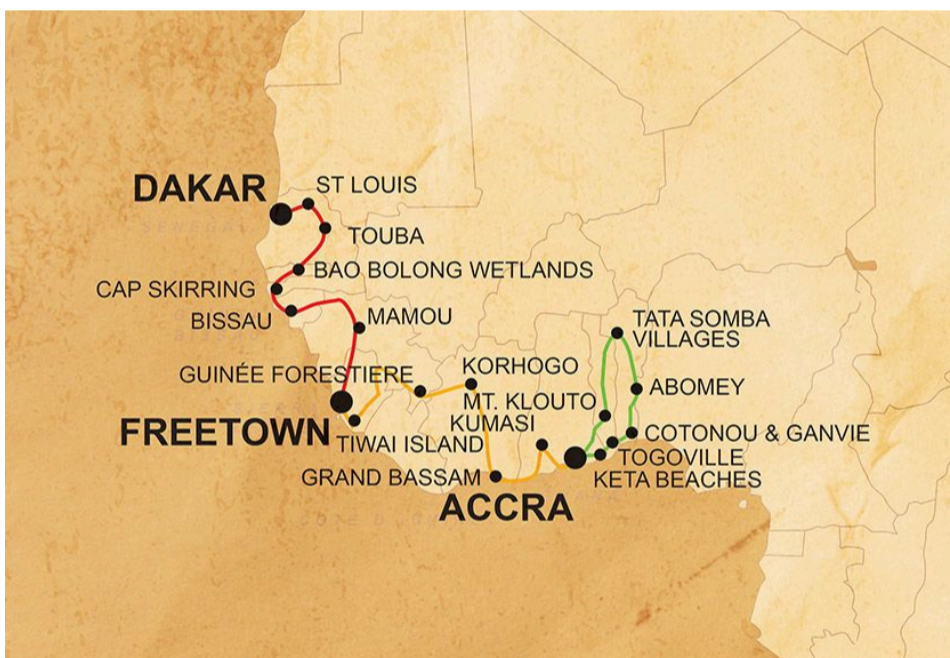 DAKAR
ST LOUIS
TOUBA
BAO BOLONG WETLANDS
CAP SKIRRING
BISSAU
MAMOU
TATA SOMBA
VILLAGES
GUINÉE FORESTIERE
KORHOGO
ABOMEY
MT. KLOUTO
FREETOWN
KUMASI
COTONOU & GANVIE
TIWAI ISLAND
TOGOVILLE
GRAND BASSAM
KETA BEACHES
ACCRA